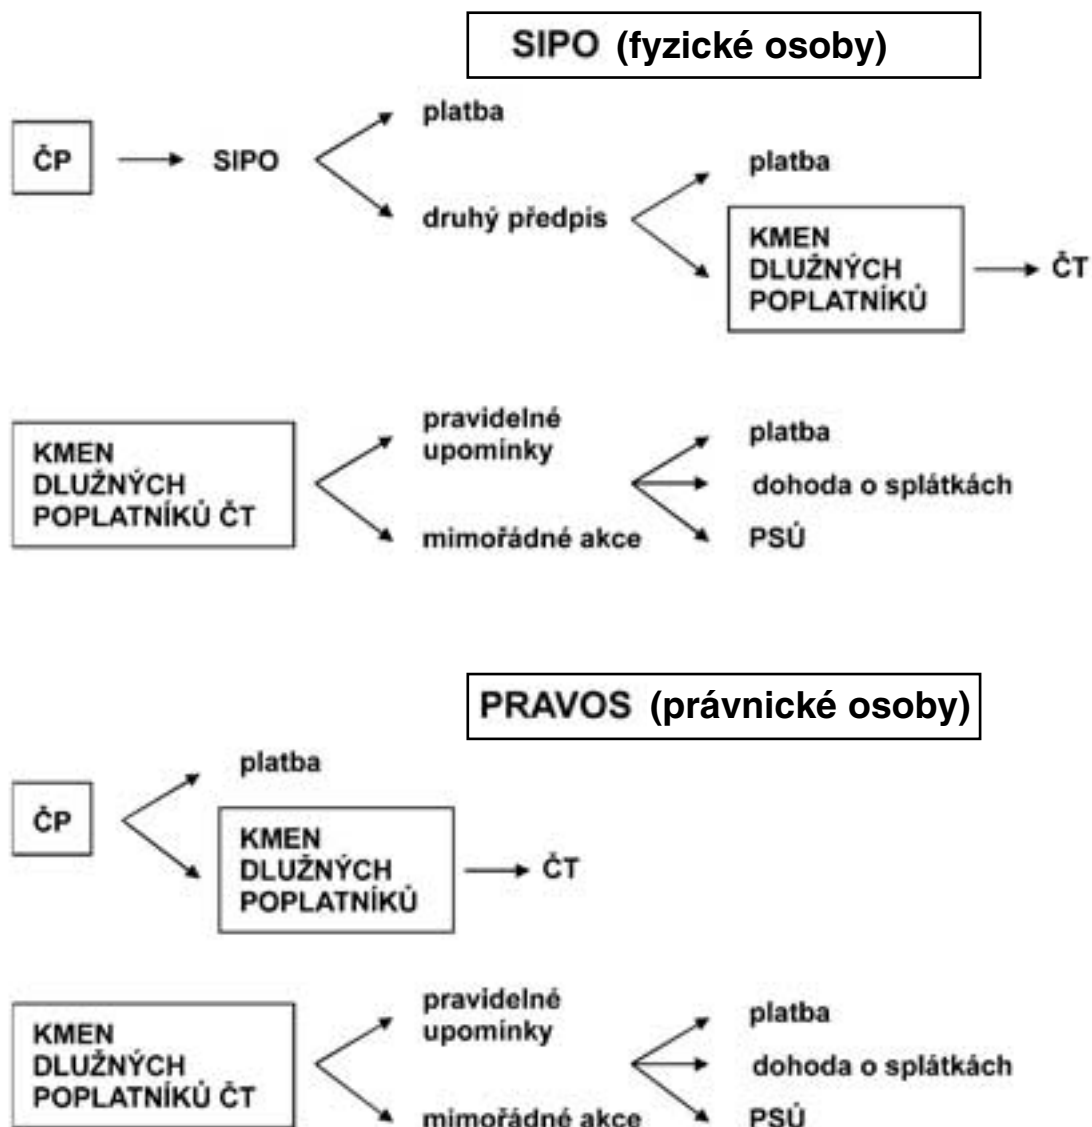 SIPO (fyzické osoby)
platba
ČP
SIPO
platba
druhý předpis
KMEN
DLUŽNÝCH
POPLATNÍKŮ
ČT
pravidelné
upomínky
platba
KMEN
DLUŽNÝCH
POPLATNÍKŮ ČT
dohoda o splátkách
mimořádné akce
PSÚ
PRAVOS (právnické osoby)
platba
ČP
KMEN
DLUŽNÝCH
POPLATNÍKŮ
ČT
pravidelné
upomínky
platba
KMEN
DLUŽNÝCH
POPLATNÍKŮ ČT
dohoda o splátkách
mimořádné akce
PSÚ